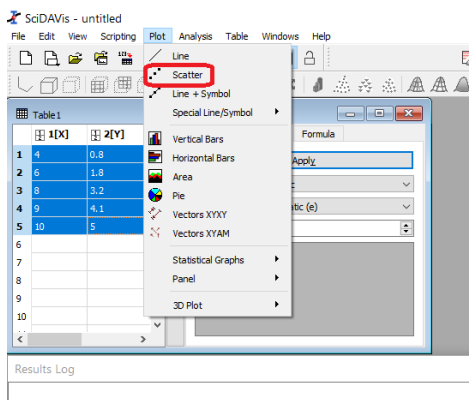 SciDAVis - untitled
File Edit View Scripting Plot Analysis Table Windows Help
Line
Scatter
Line + Symbol
Special Line/Symbol
Vertical Bars
Horizontal Bars
Area
Pie
Vectors XYXY
Vectors XYAM
Statistical Graphs
Panel
3D Plot
Table1
1[X] 2[Y]
1 4 0.8
2 6 1.8
3 8 3.2
4 9 4.1
5 10 5
6
7
8
9
10
Formula
Apply
tic (e)
Results Log